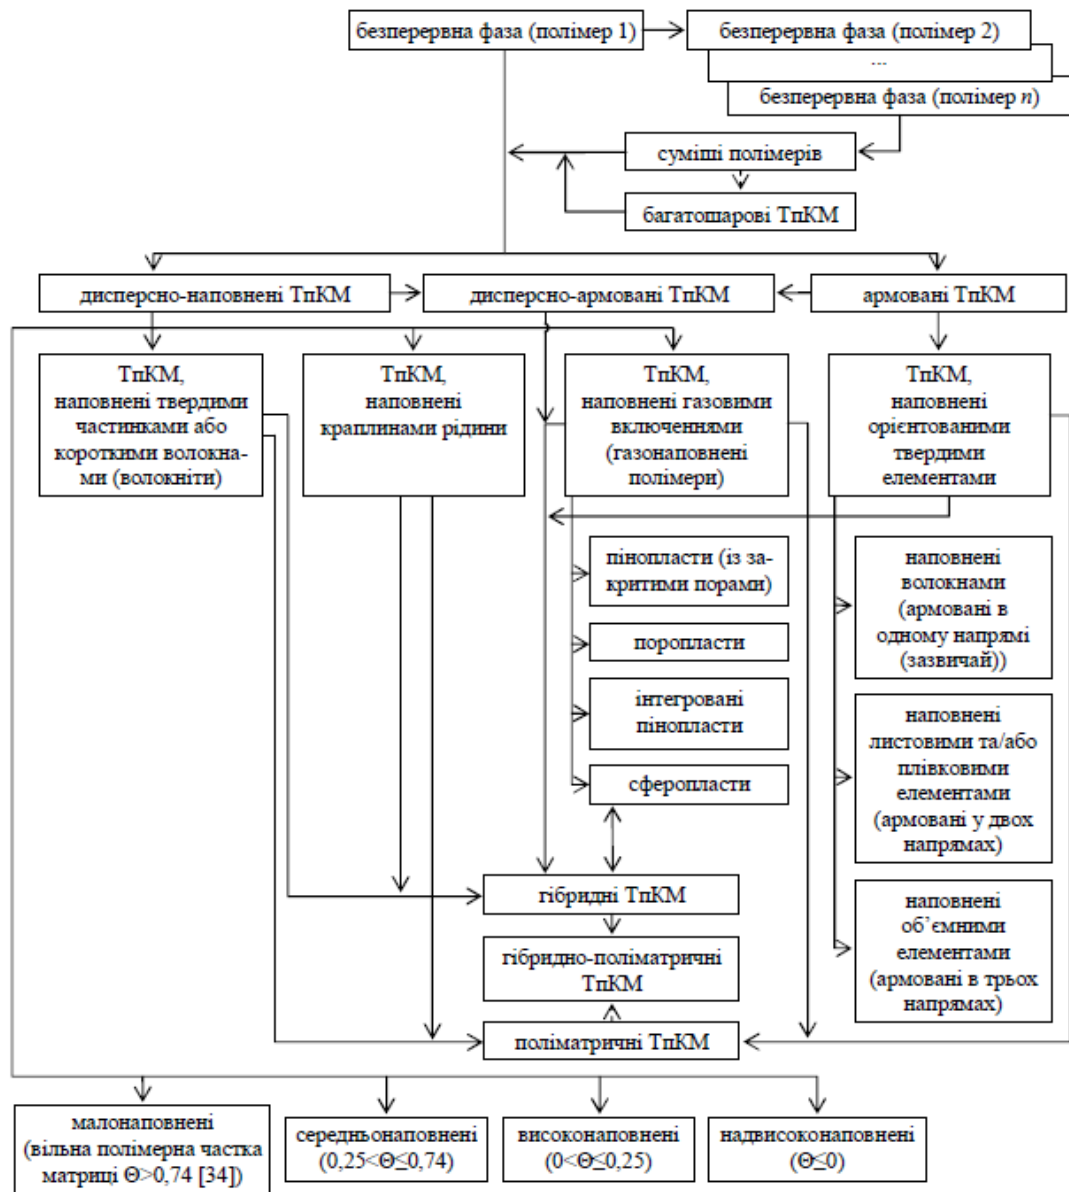 безперервна фаза (полімер 1)
безперервна фаза (полімер 2)
...
безперервна фаза (полімер n)
суміші полімерів
багатошарові ТпКМ
дисперсно-наповнені ТпКМ
дисперсно-армовані ТпКМ
армовані ТпКМ
ТпКМ,
наповнені твердими
частинками або
короткими волокна-
ми (волокніти)
ТпКМ,
наповнені
краплинами рідини
ТпКМ,
наповнені газовими
включеннями
(газонаповнені
полімери)
ТпКМ,
наповнені
орієнтованими
твердими
елементами
пінопласти (із за-
критими порами)
поропласти
інтегровані
пінопласти
сферопласти
наповнені
волокнами
(армовані в
одному напрямі
(зазвичай))
наповнені
листовими та/або
плівковими
елементами
(армовані у двох
напрямах)
наповнені
об’ємними
елементами
(армовані в трьох
напрямах)
гібридні ТпКМ
гібридно-поліматричні
ТпКМ
поліматричні ТпКМ
малонаповнені
(вільна полімерна частка
матриці Θ>0,74 [34])
середньонаповнені
(0,25<Θ≤0,74)
високонаповнені
(0<Θ≤0,25)
надвисоконаповнені
(Θ≤0)